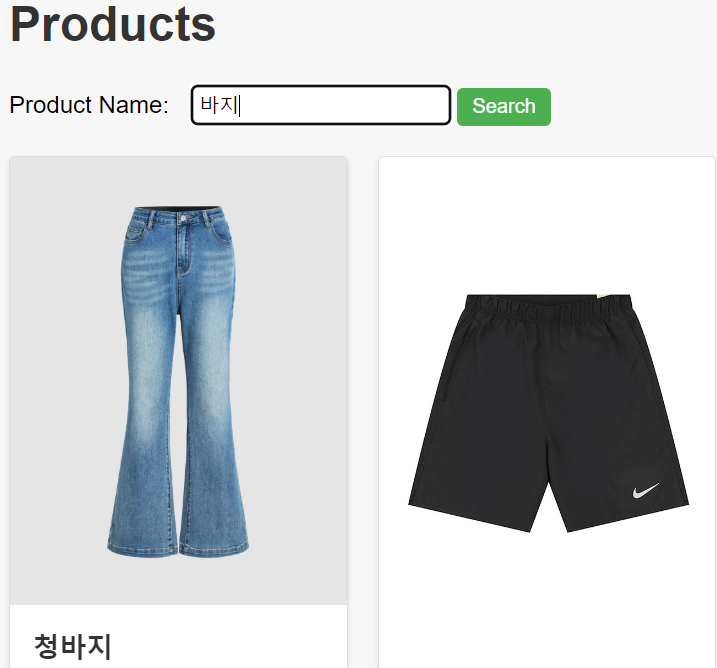 Products
Product Name:
바지
Search
청바지